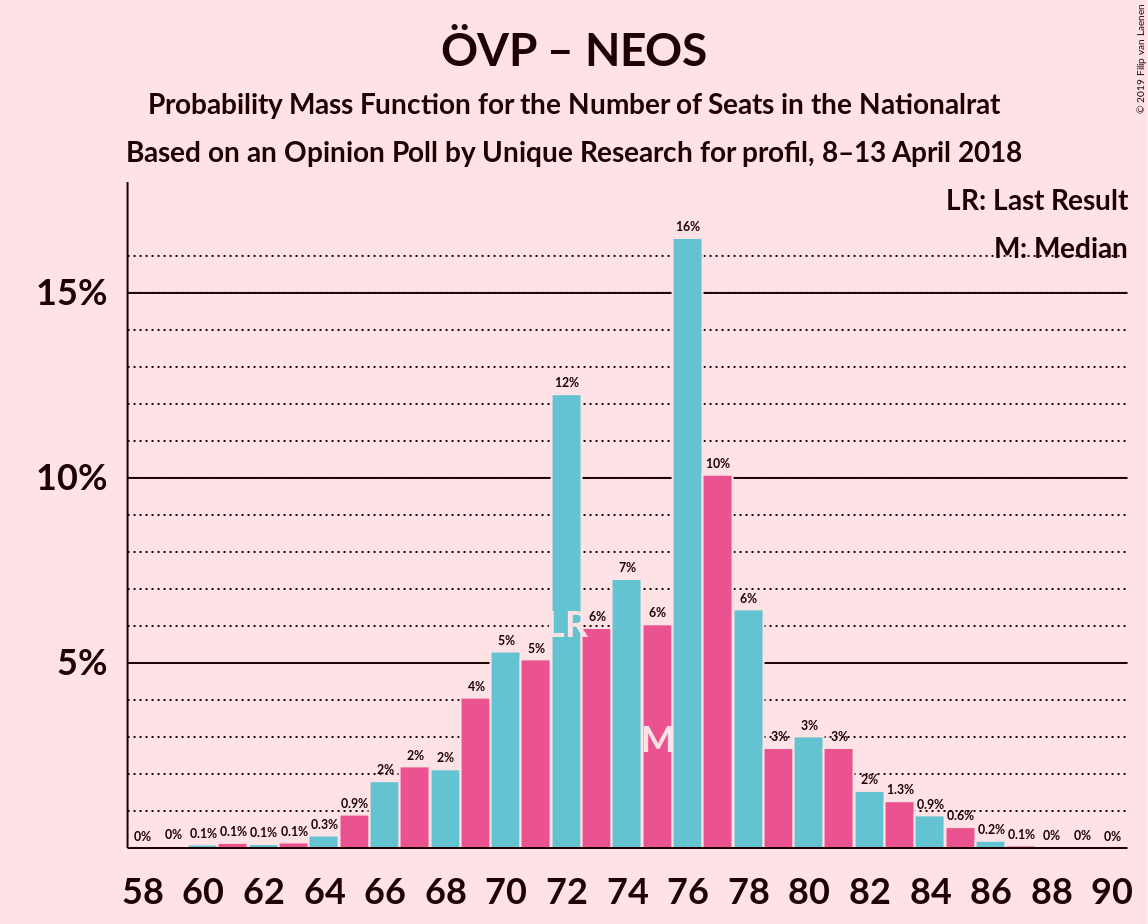 ÖVP – NEOS
Probability Mass Function for the Number of Seats in the Nationalrat
Based on an Opinion Poll by Unique Research for profil, 8–13 April 2018
© 2019 Filip van Laenen
LR: Last Result
M: Median
15%
10%
5%
0% 0% 0.1% 0.1% 0.1% 0.1% 0.3% 0.9% 2% 2% 2% 4% 5% 5% 12% 6% 7% 6% 16% 10% 6% 3% 3% 3% 2% 1.3% 0.9% 0.6% 0.2% 0.1% 0% 0% 0%
LR
M
58 60 62 64 66 68 70 72 74 76 78 80 82 84 86 88 90